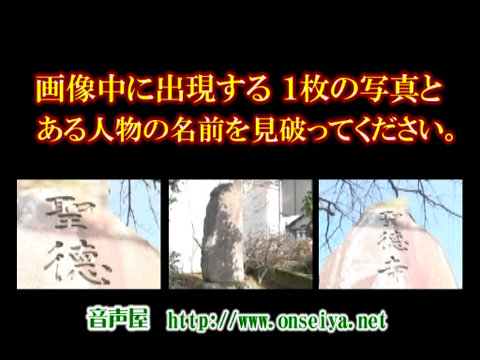 画像中に出現する 1枚の写真と
ある人物の名前を見破ってください。
聖徳
聖徳寺
音声屋 http://www.onseiya.net